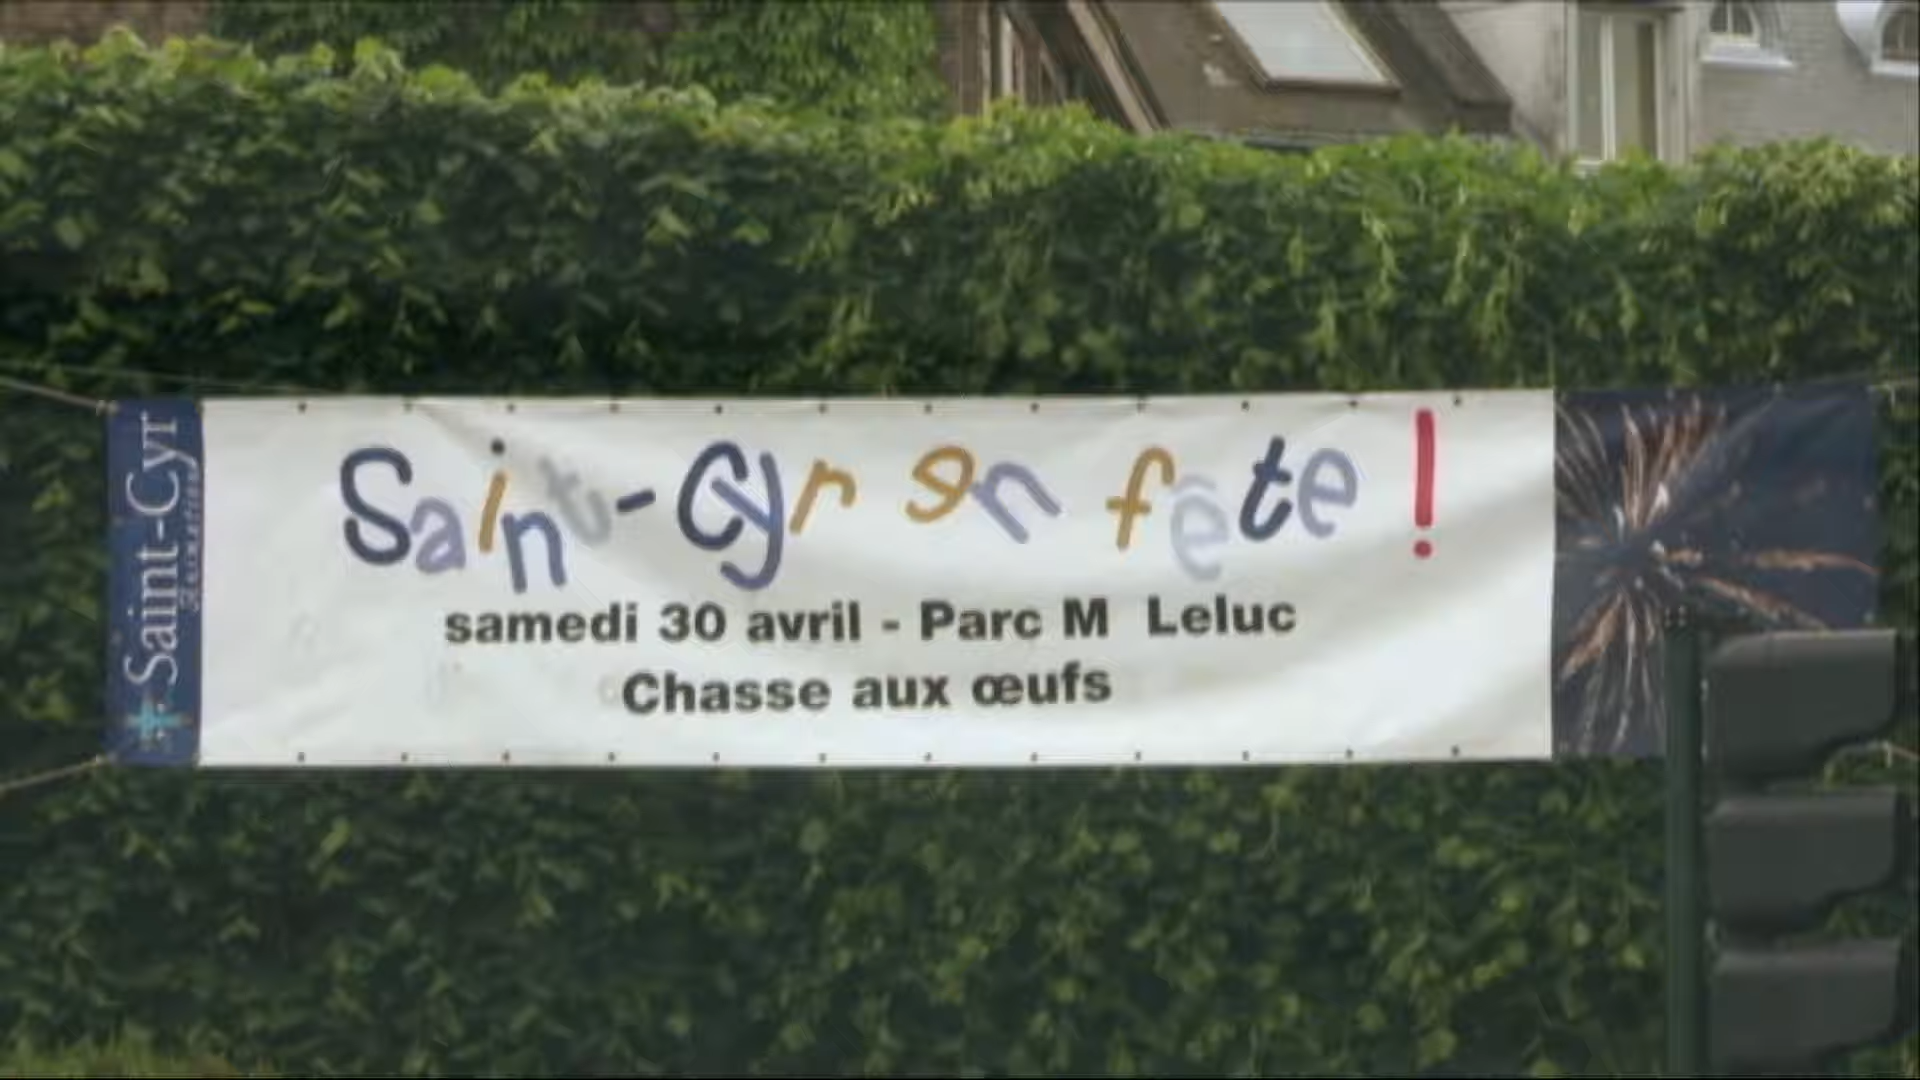 Saint-Cyr
Saint-Cyr en fête !
samedi 30 avril - Parc M Leluc
Chasse aux œufs